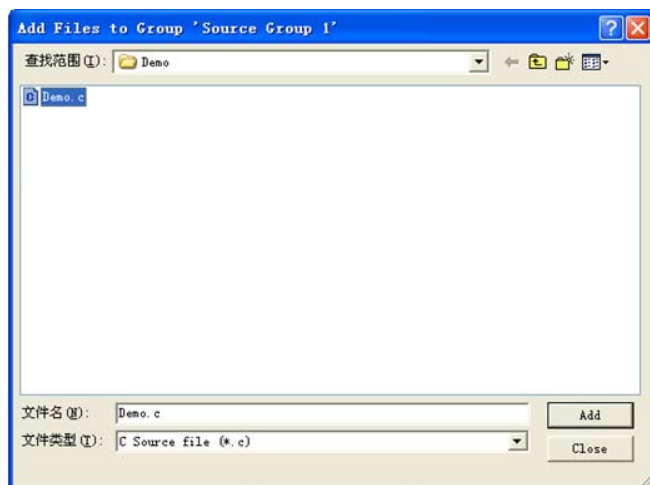 Add Files to Group 'Source Group 1'
查找范围(I): Demo
Demo.c
文件名(N): Demo.c
Add
文件类型(T): C Source file (*.c)
Close